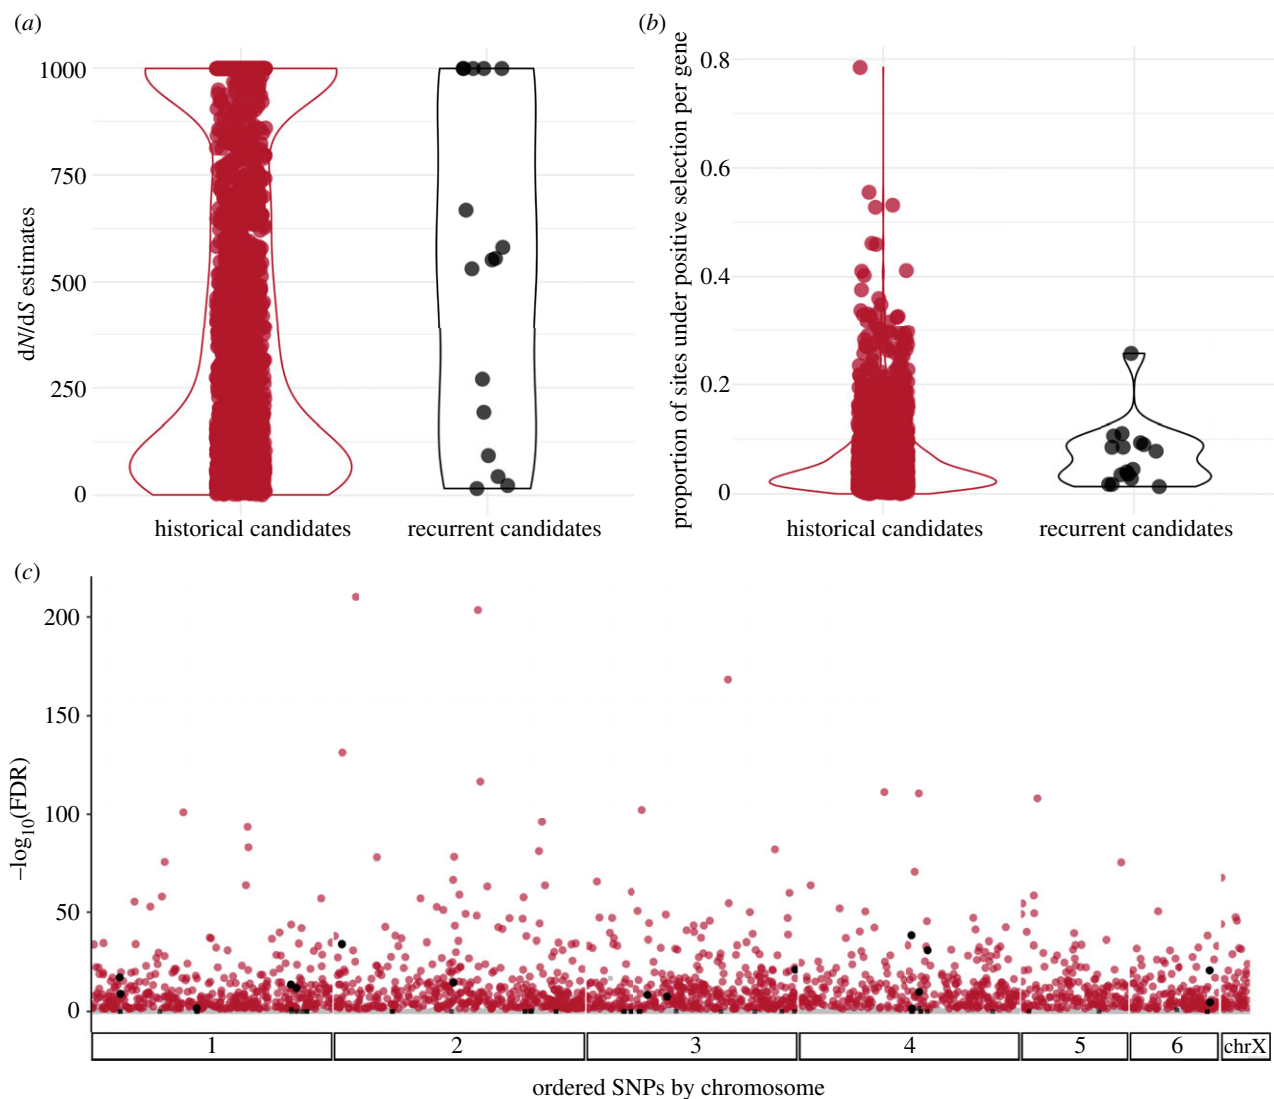 (a)
1000
750
500
250
0
dN/dS estimates
historical candidates
recurrent candidates
(b)
0.8
0.6
0.4
0.2
0
proportion of sites under positive selection per gene
historical candidates
recurrent candidates
(c)
200
150
100
50
0
−log10(FDR)
1 2 3 4 5 6 chrX
ordered SNPs by chromosome